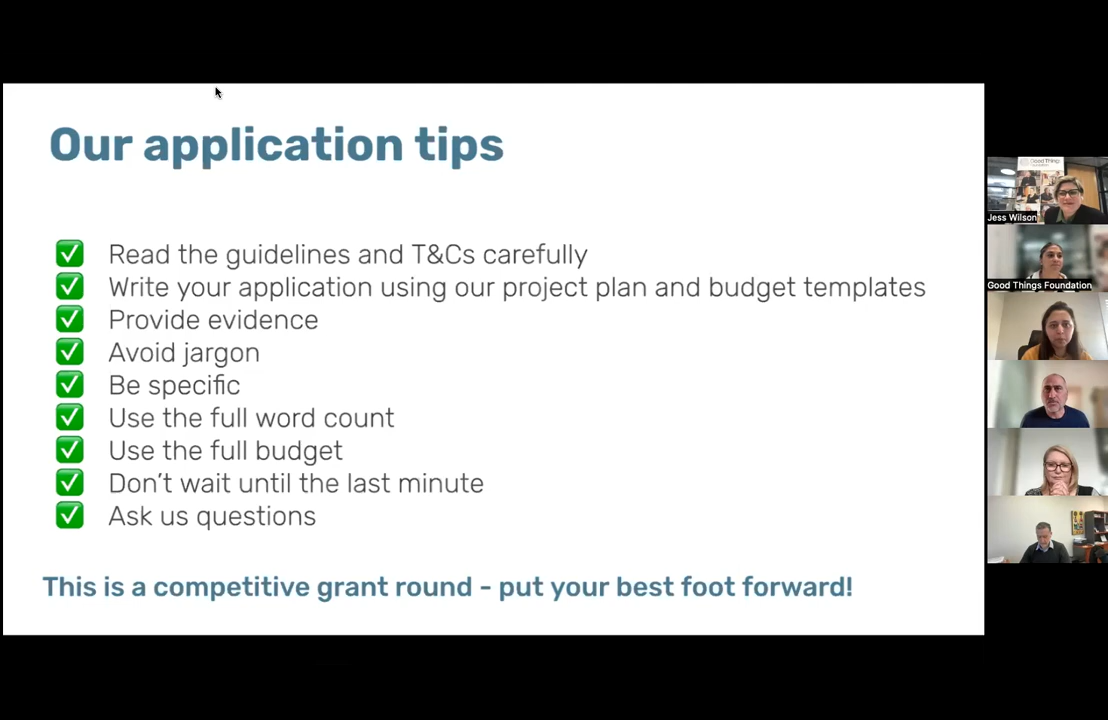 Our application tips
Read the guidelines and T&Cs carefully
Write your application using our project plan and budget templates
Provide evidence
Avoid jargon
Be specific
Use the full word count
Use the full budget
Don't wait until the last minute
Ask us questions
This is a competitive grant round - put your best foot forward!
Good Things
Jess Wilson
Good Things Foundation